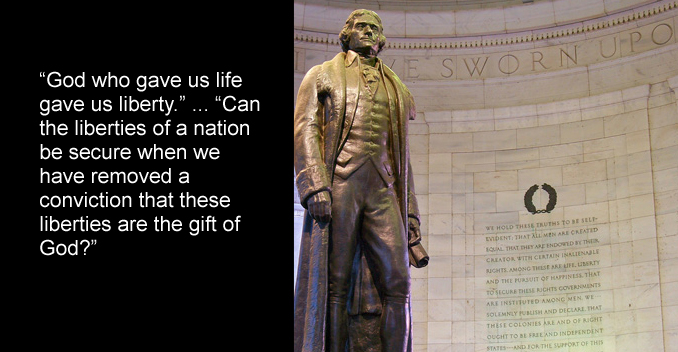 “God who gave us life
gave us liberty.” ... “Can
the liberties of a nation
be secure when we
have removed a
conviction that these
liberties are the gift of
God?”
VE SWORN UPO
WE HOLD THESE TRUTHS TO BE SELF-
EVIDENT: THAT ALL MEN ARE CREATED
EQUAL, THAT THEY ARE ENDOWED BY THEIR
CREATOR WITH CERTAIN INALIENABLE
RIGHTS, AMONG THESE ARE LIFE, LIBERTY
AND THE PURSUIT OF HAPPINESS, THAT
TO SECURE THESE RIGHTS GOVERNMENTS
ARE INSTITUTED AMONG MEN. WE
SOLEMNLY PUBLISH AND DECLARE, THAT
THESE COLONIES ARE AND OF RIGHT
OUGHT TO BE FREE AND INDEPENDENT
STATES···AND FOR THE SUPPORT OF THIS